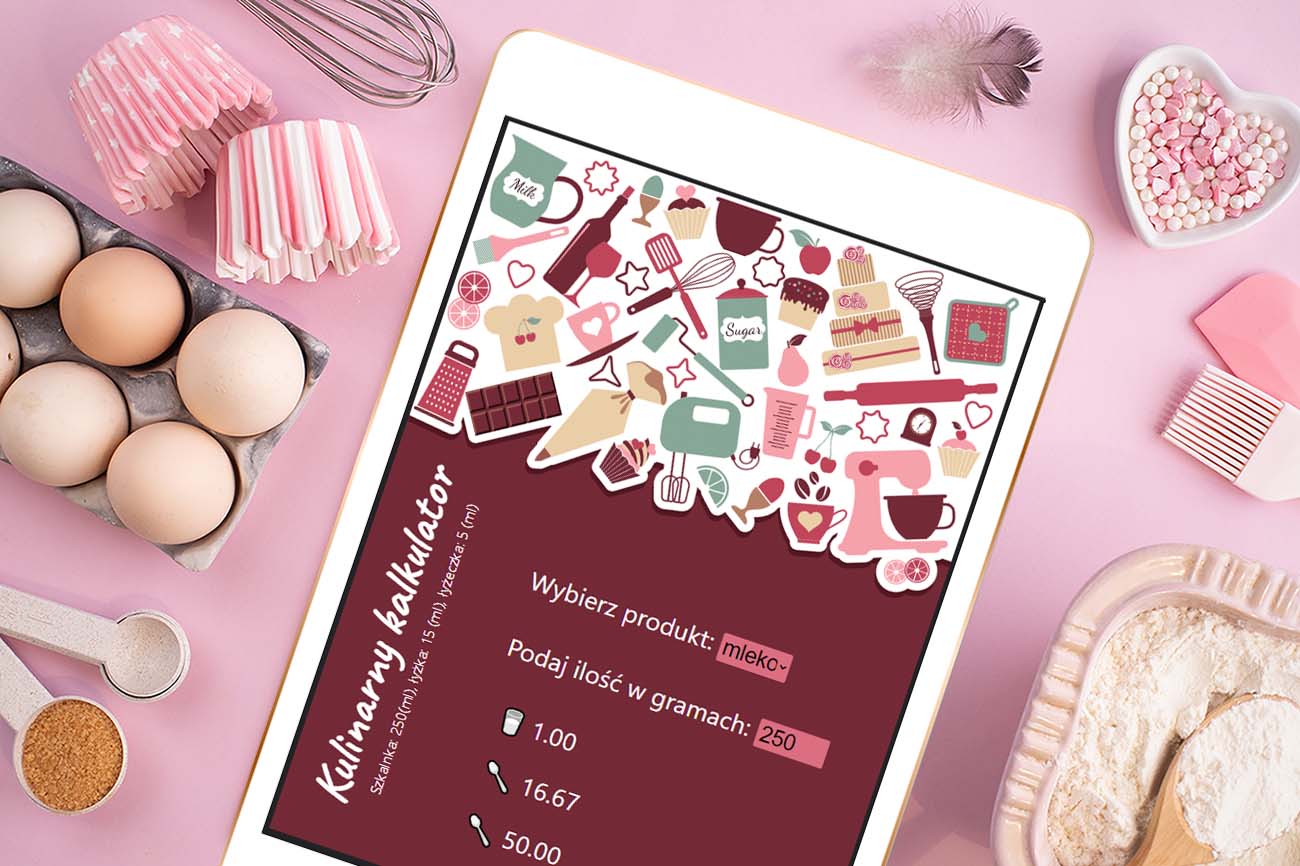 Milk
Sugar
Kulinarny kalkulator
Szkalnka: 250(ml), łyżka: 15 (ml), łyżeczka: 5 (ml)
Wybierz produkt: mleko
Podaj ilość w gramach: 250
1.00
16.67
50.00